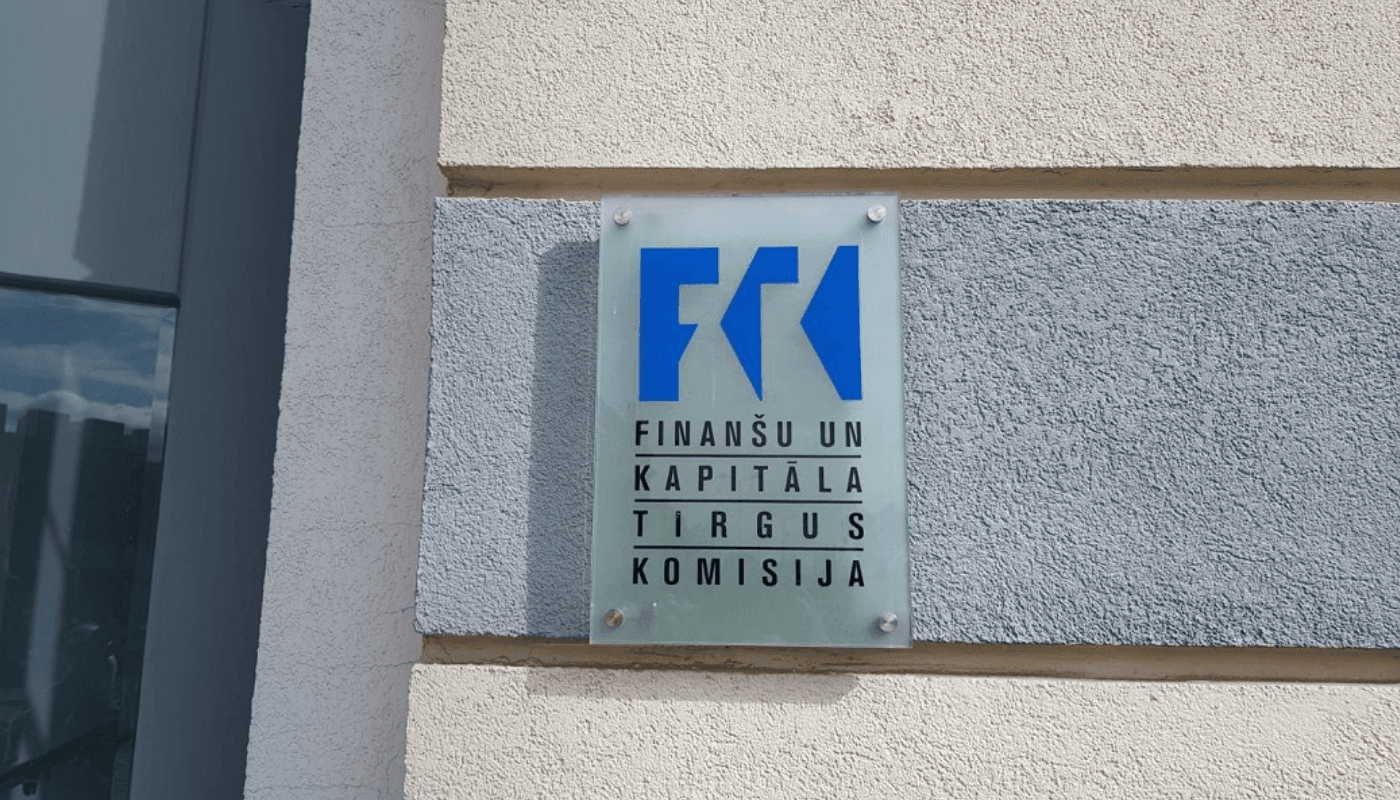 FKTK
FINANŠU UN
KAPITĀLA
TIRGUS
KOMISIJA